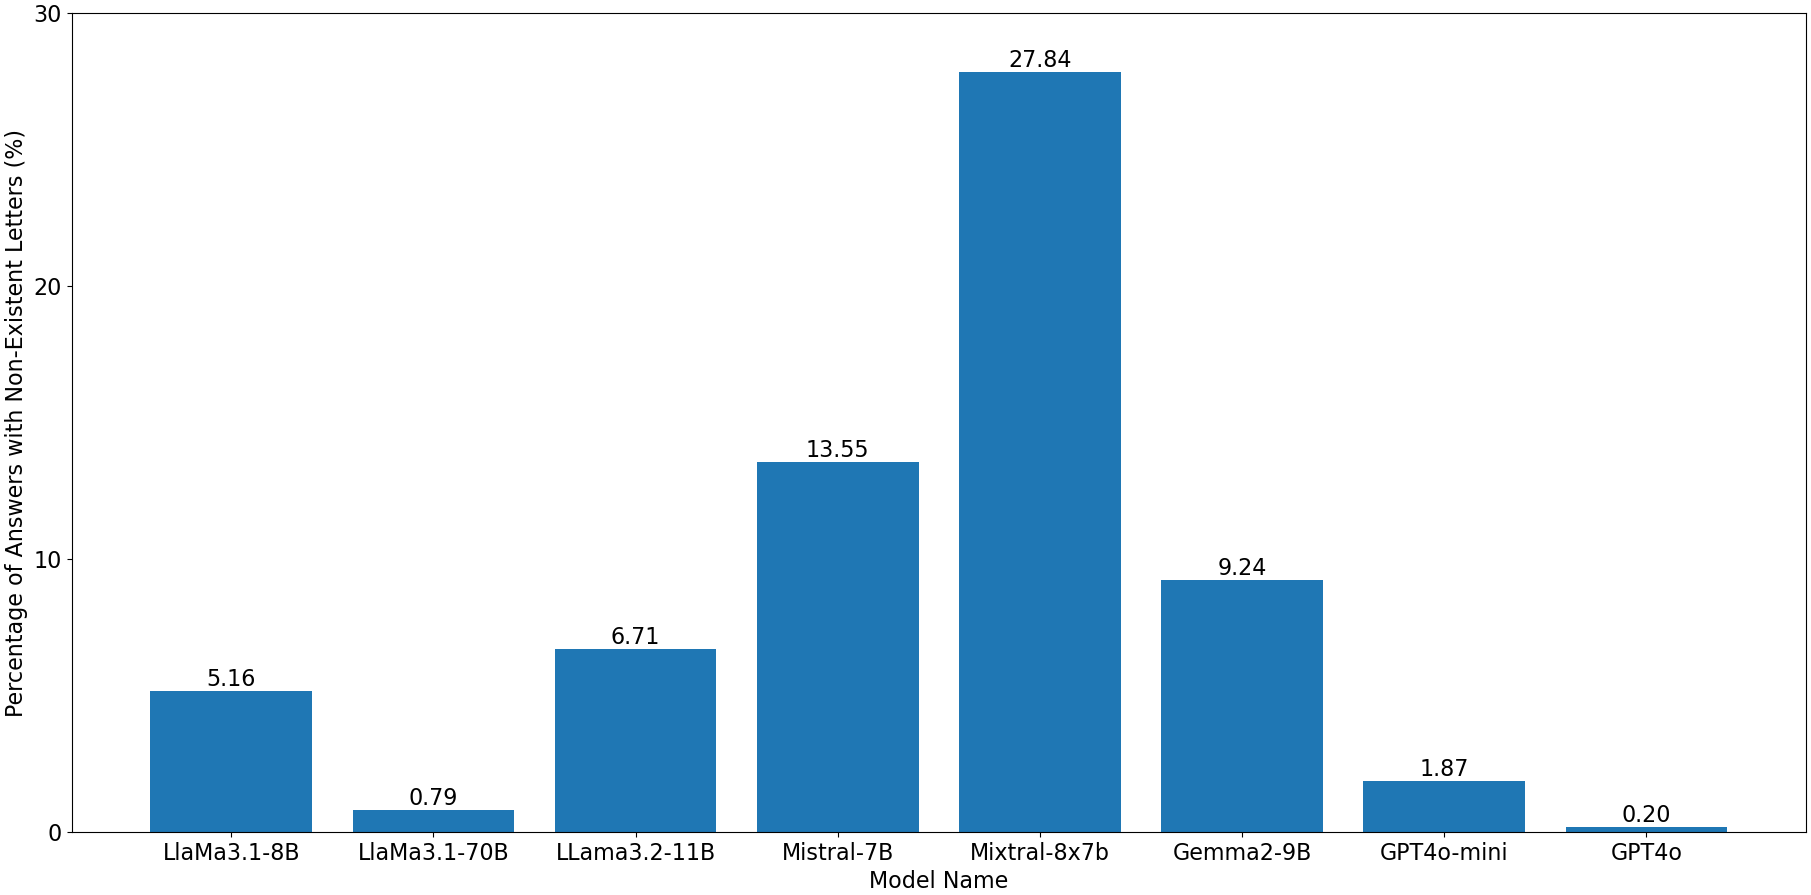 Percentage of Answers with Non-Existent Letters (%)
30
20
10
0
5.16
0.79
6.71
13.55
27.84
9.24
1.87
0.20
LlaMa3.1-8B
LlaMa3.1-70B
LLama3.2-11B
Mistral-7B
Mixtral-8x7b
Gemma2-9B
GPT4o-mini
GPT4o
Model Name